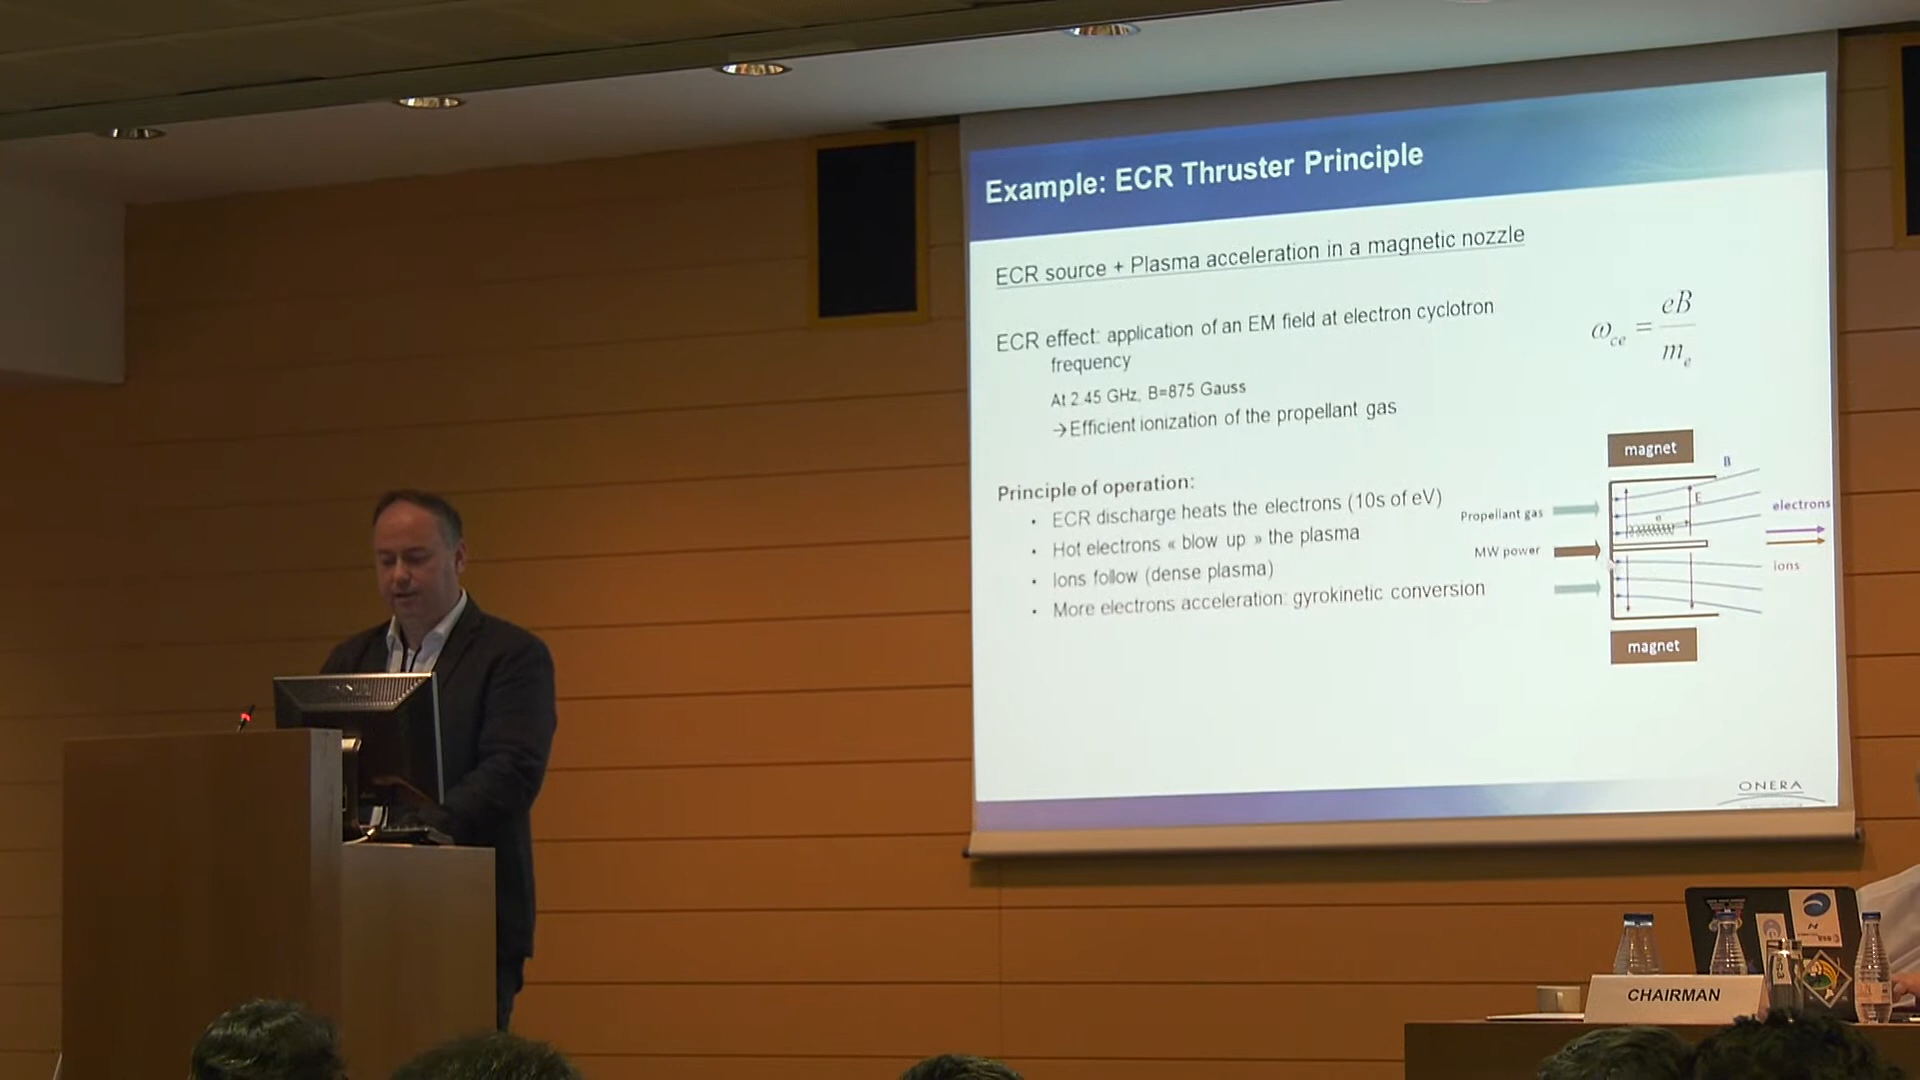 Example: ECR Thruster Principle
ECR source + Plasma acceleration in a magnetic nozzle
ECR effect: application of an EM field at electron cyclotron
frequency
At 2.45 GHz, B=875 Gauss
→Efficient ionization of the propellant gas
ω_ce = eB / m_e
Principle of operation:
• ECR discharge heats the electrons (10s of eV)
• Hot electrons « blow up » the plasma
• Ions follow (dense plasma)
• More electrons acceleration: gyrokinetic conversion
magnet
B
E
e
Propellant gas
MW power
electrons
ions
magnet
ONERA
CHAIRMAN